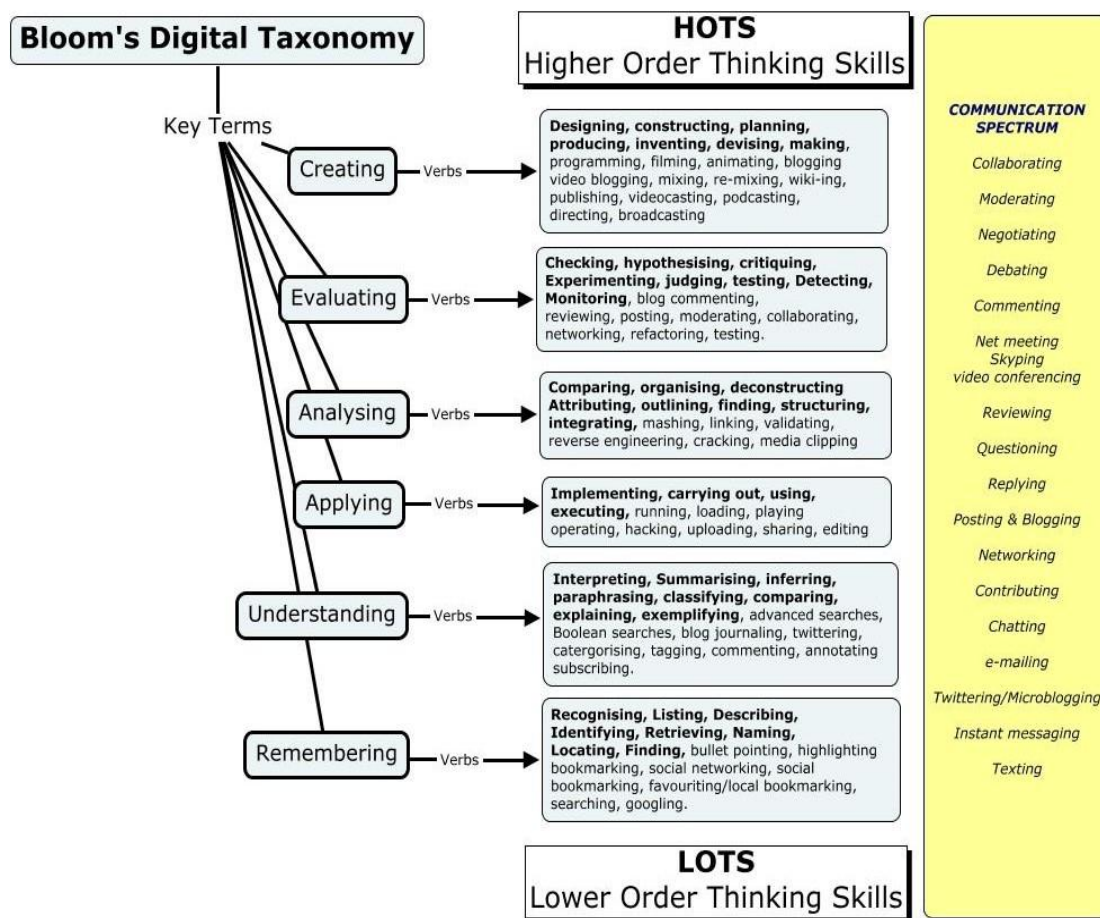 Bloom's Digital Taxonomy
Key Terms
HOTS
Higher Order Thinking Skills
Creating
Verbs
Designing, constructing, planning,
producing, inventing, devising, making,
programming, filming, animating, blogging
video blogging, mixing, re-mixing, wiki-ing,
publishing, videocasting, podcasting,
directing, broadcasting
Evaluating
Verbs
Checking, hypothesising, critiquing,
Experimenting, judging, testing, Detecting,
Monitoring, blog commenting,
reviewing, posting, moderating, collaborating,
networking, refactoring, testing.
Analysing
Verbs
Comparing, organising, deconstructing
Attributing, outlining, finding, structuring,
integrating, mashing, linking, validating,
reverse engineering, cracking, media clipping
Applying
Verbs
Implementing, carrying out, using,
executing, running, loading, playing
operating, hacking, uploading, sharing, editing
Understanding
Verbs
Interpreting, Summarising, inferring,
paraphrasing, classifying, comparing,
explaining, exemplifying, advanced searches,
Boolean searches, blog journaling, twittering,
catergorising, tagging, commenting, annotating
subscribing.
Remembering
Verbs
Recognising, Listing, Describing,
Identifying, Retrieving, Naming,
Locating, Finding, bullet pointing, highlighting
bookmarking, social networking, social
bookmarking, favouriting/local bookmarking,
searching, googling.
LOTS
Lower Order Thinking Skills
COMMUNICATION
SPECTRUM
Collaborating
Moderating
Negotiating
Debating
Commenting
Net meeting
Skyping
video conferencing
Reviewing
Questioning
Replying
Posting & Blogging
Networking
Contributing
Chatting
e-mailing
Twittering/Microblogging
Instant messaging
Texting